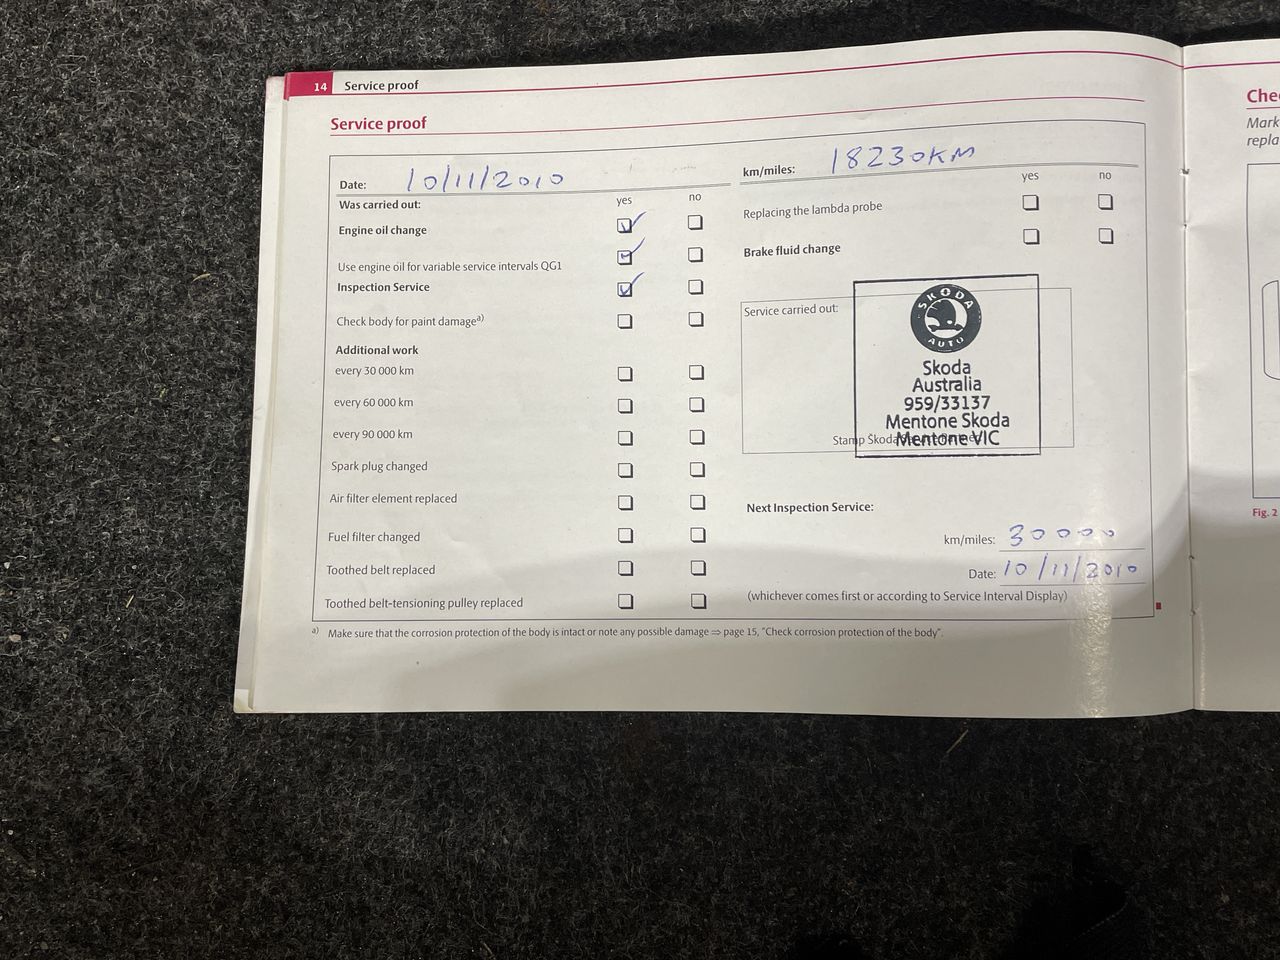 14 Service proof
Service proof
Date: 10/11/2010
km/miles: 18230KM
Was carried out: yes no
Engine oil change
Use engine oil for variable service intervals QG1
Inspection Service
Check body for paint damage a)
Additional work
every 30 000 km
every 60 000 km
every 90 000 km
Spark plug changed
Air filter element replaced
Fuel filter changed
Toothed belt replaced
Toothed belt-tensioning pulley replaced
yes no
Replacing the lambda probe
Brake fluid change
Service carried out:
SKODA
AUTO
Skoda
Australia
959/33137
Mentone Skoda
Mentone VIC
Stamp Škoda
Next Inspection Service:
km/miles: 30000
Date: 10/11/2010
(whichever comes first or according to Service Interval Display)
a) Make sure that the corrosion protection of the body is intact or note any possible damage ⇒ page 15, "Check corrosion protection of the body".
Mark
repla
Fig. 2